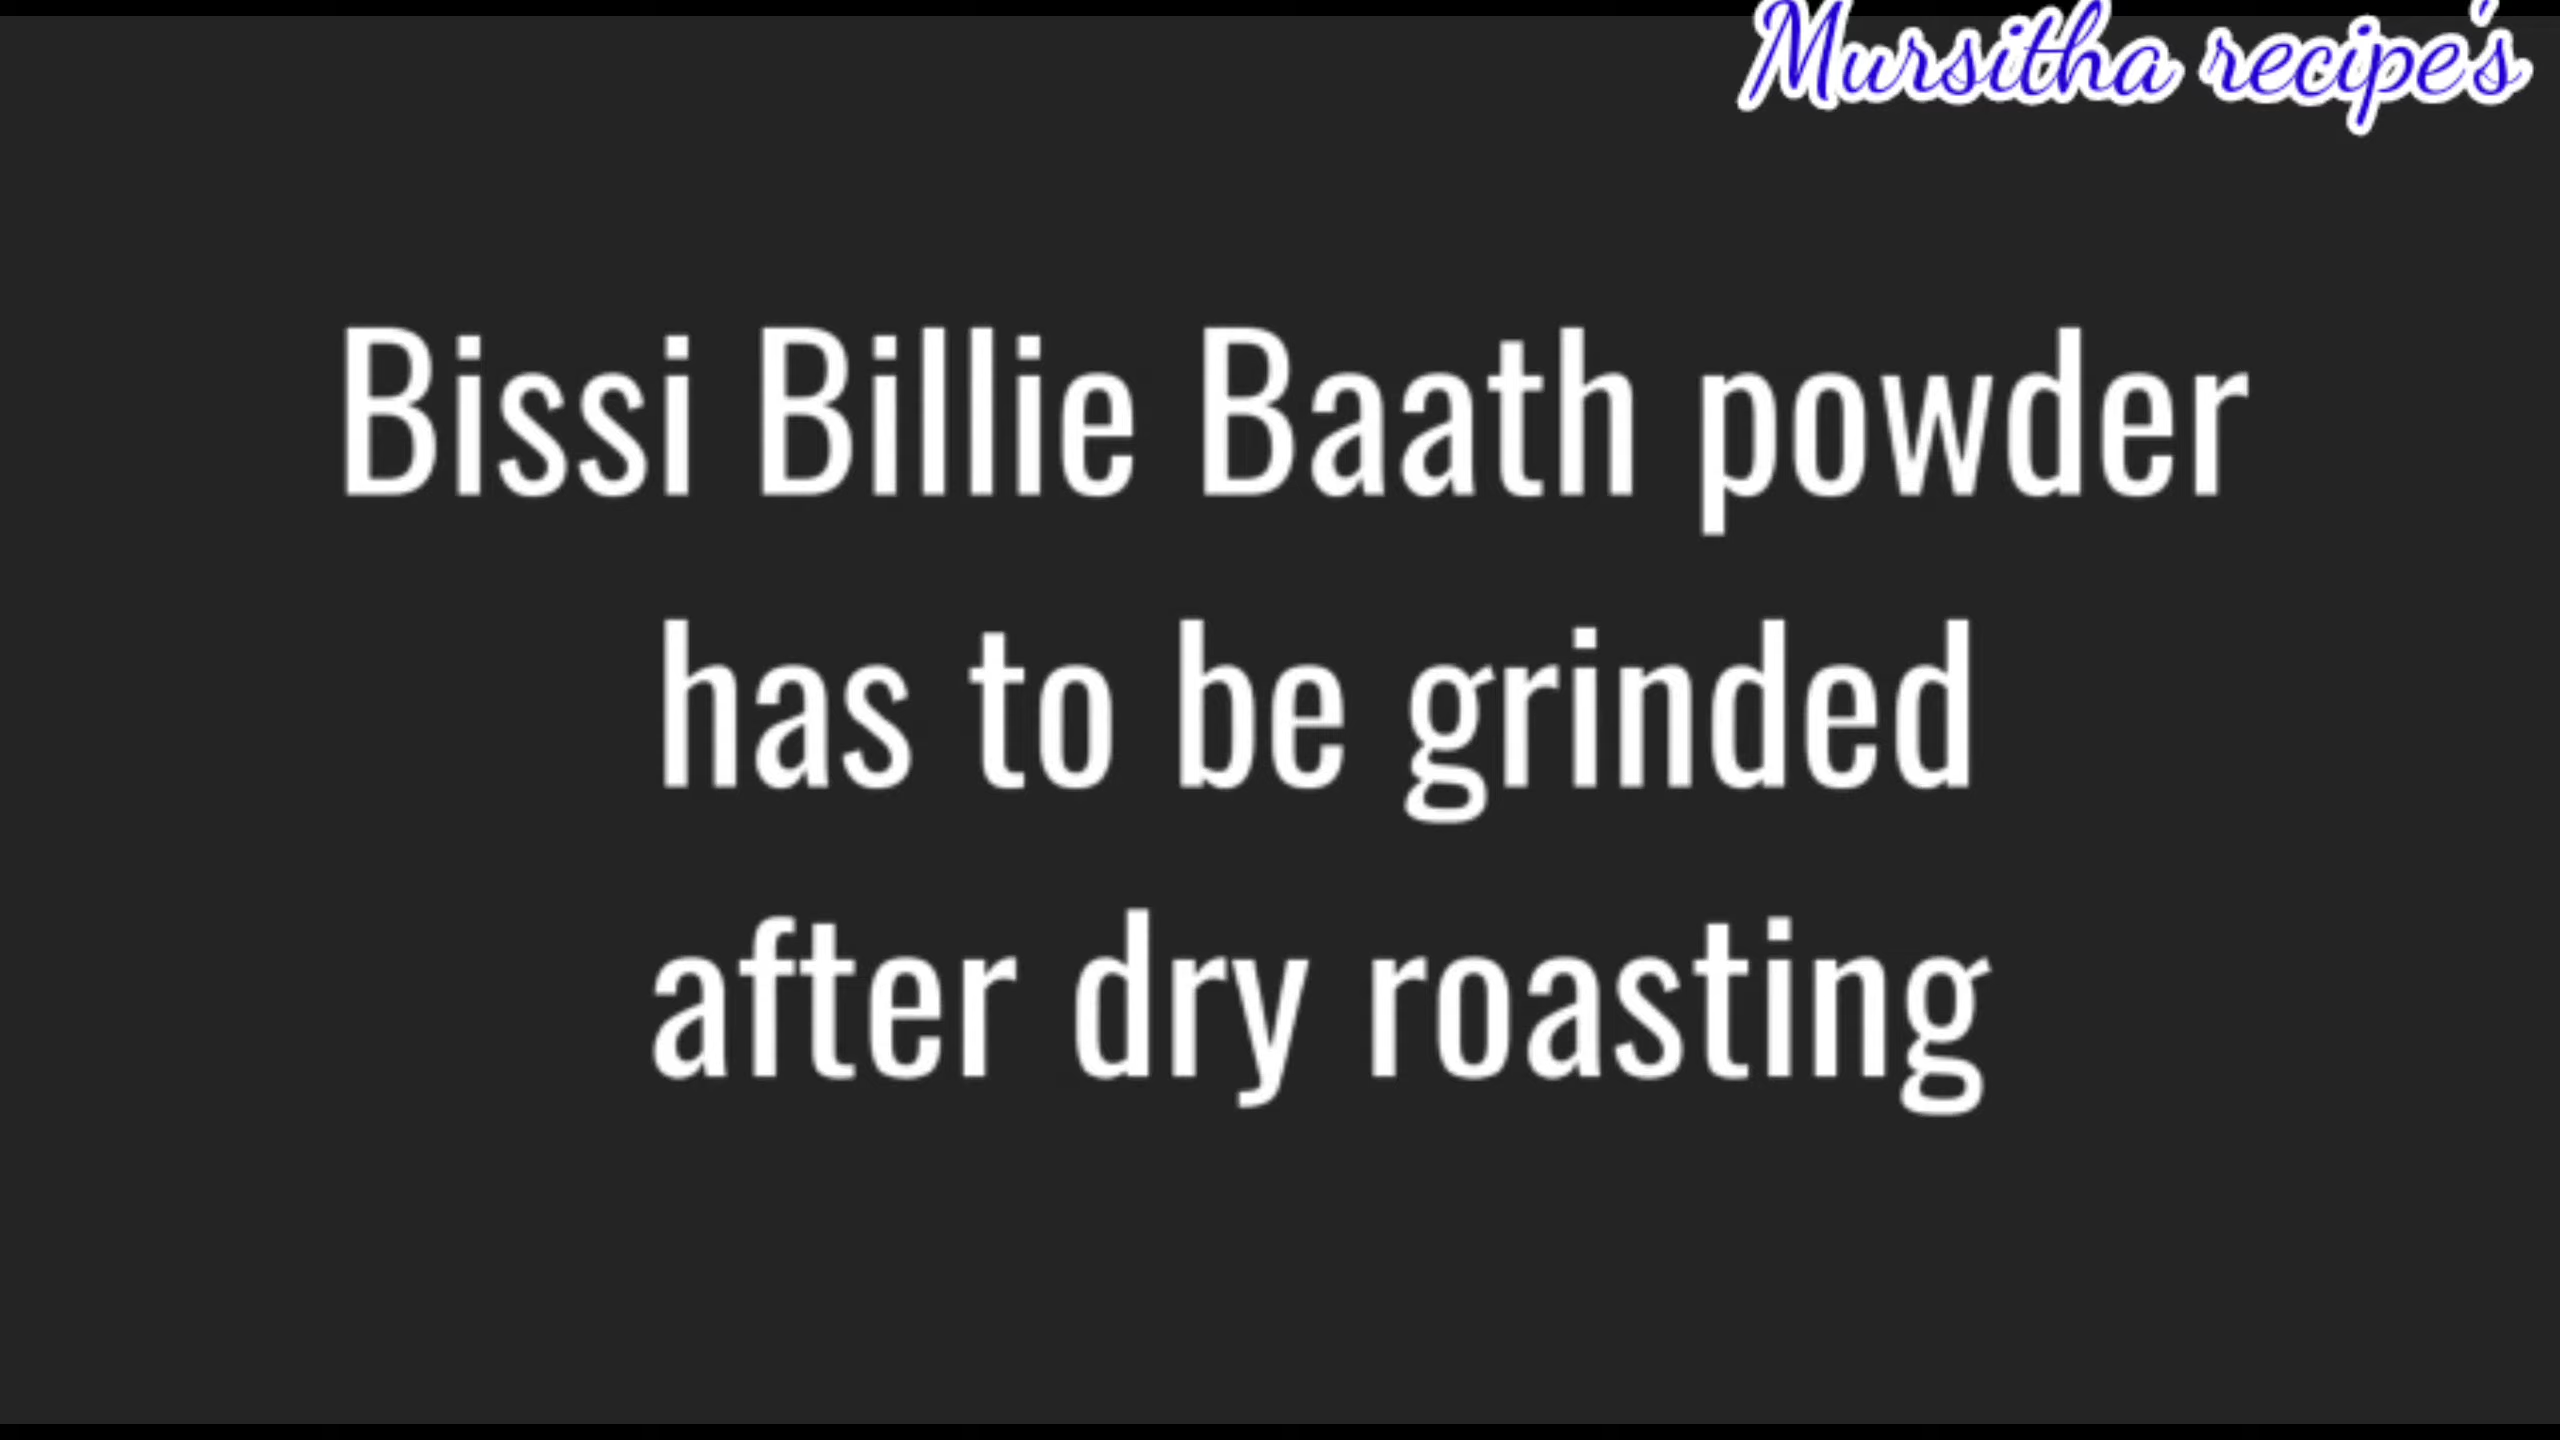 Mursitha recipe's
Bissi Billie Baath powder
has to be grinded
after dry roasting